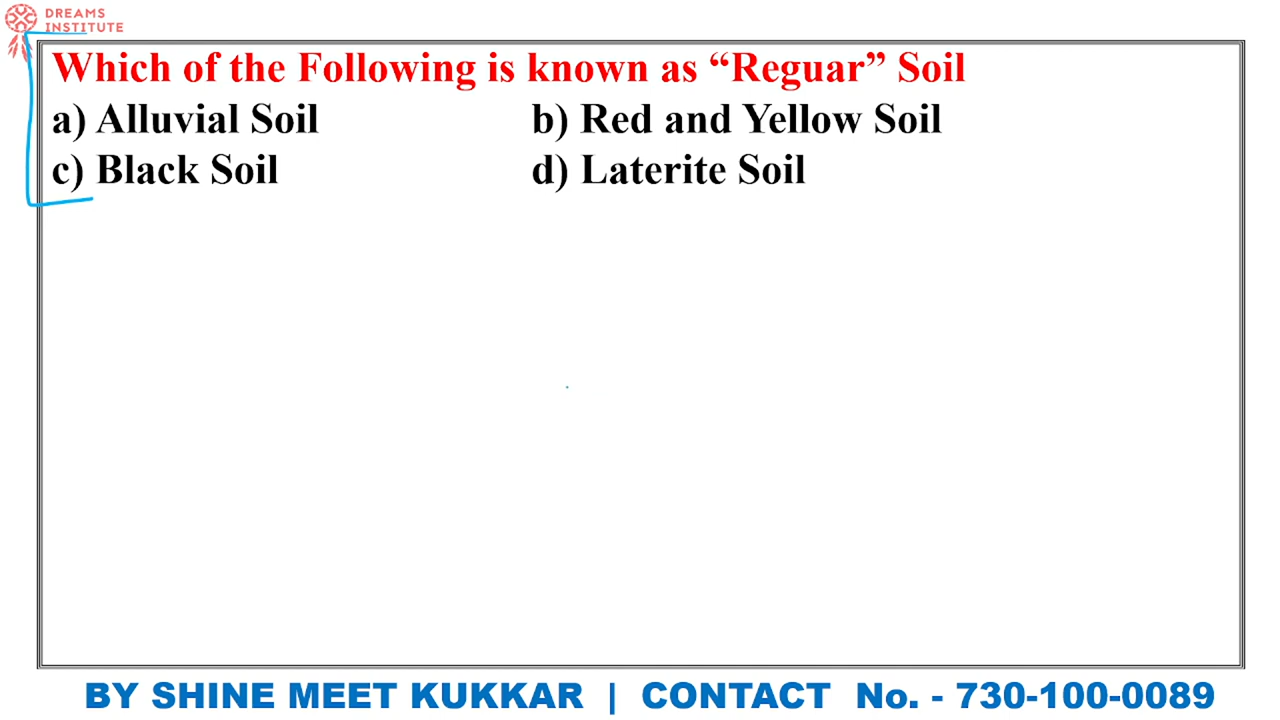 DREAMS
INSTITUTE
Which of the Following is known as “Reguar” Soil
a) Alluvial Soil b) Red and Yellow Soil
c) Black Soil d) Laterite Soil
BY SHINE MEET KUKKAR | CONTACT No. - 730-100-0089